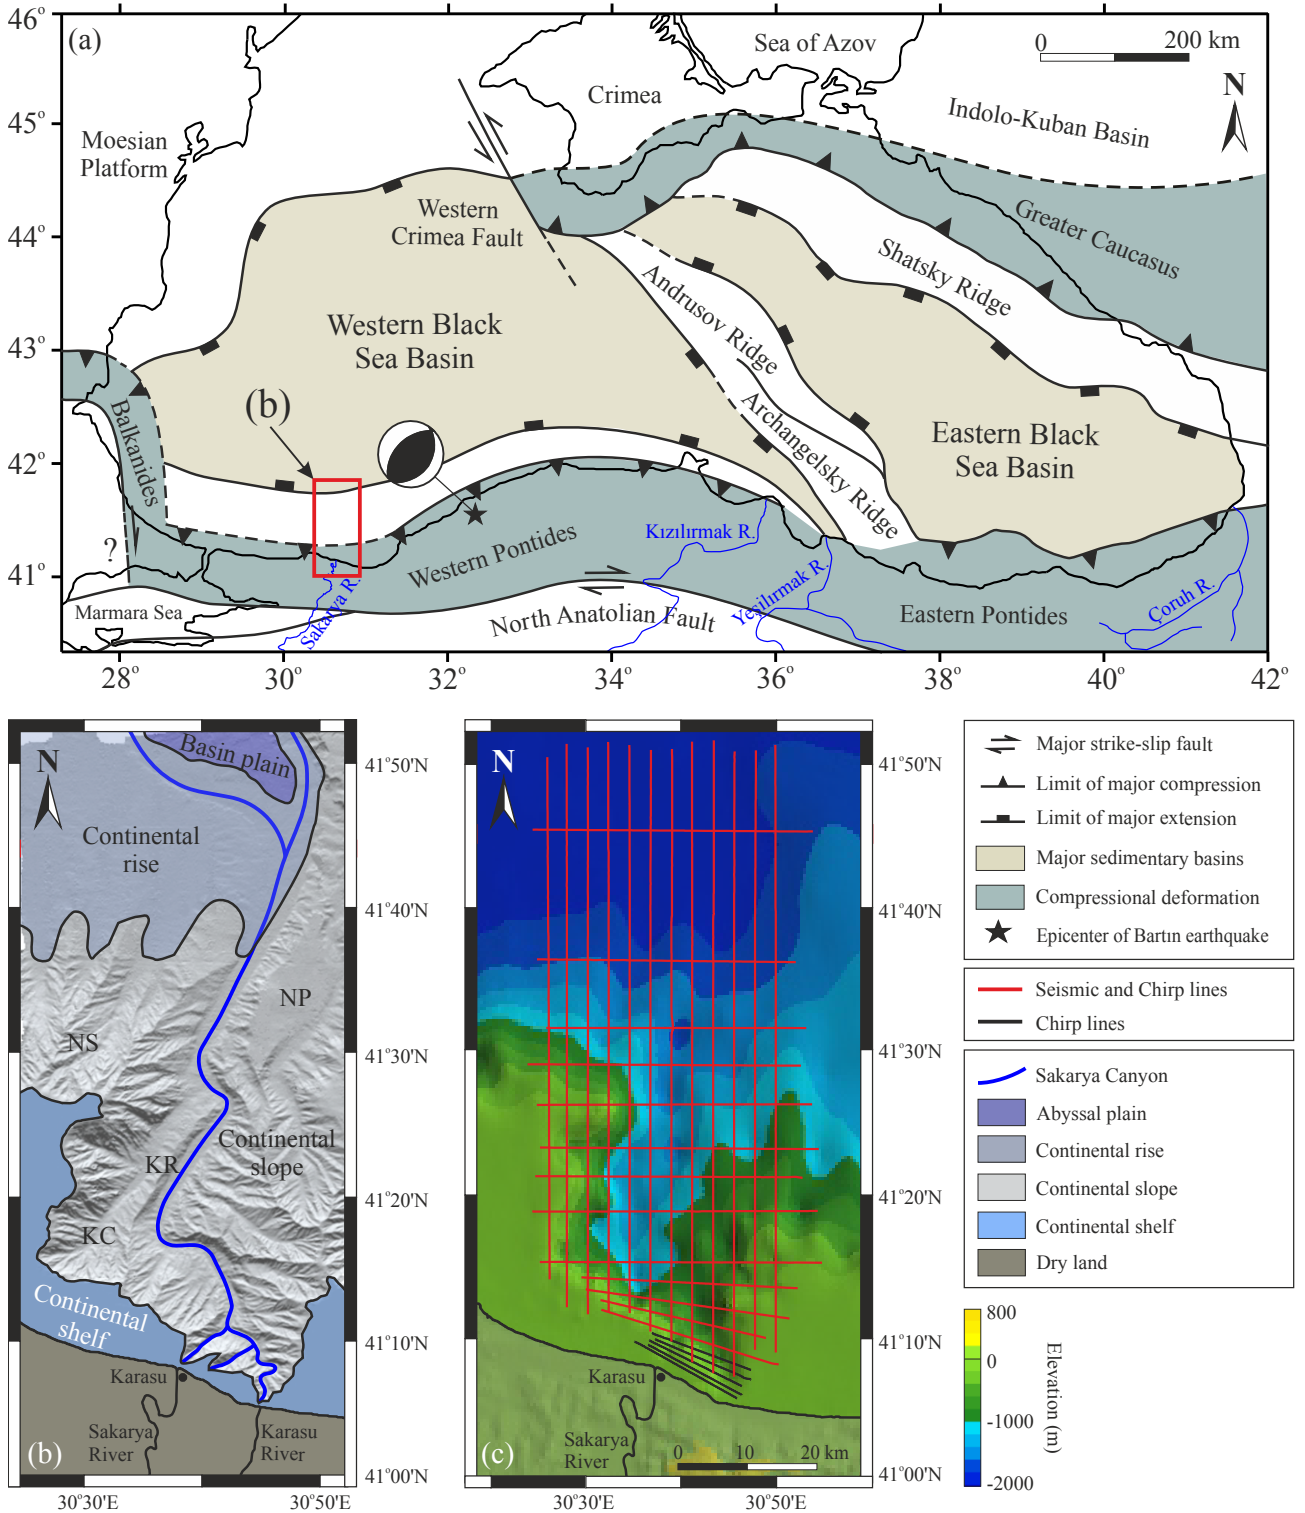 46°
45°
44°
43°
42°
41°
(a)
Sea of Azov
0
200 km
N
Crimea
Indolo-Kuban Basin
Moesian
Platform
Western
Crimea Fault
Greater Caucasus
Shatsky Ridge
Andrusov Ridge
Western Black
Sea Basin
(b)
Archangelsky Ridge
Eastern Black
Sea Basin
Balkanides
?
Western Pontides
Kızılırmak R.
Yeşilırmak R.
Çoruh R.
Eastern Pontides
Marmara Sea
Sakarya R.
North Anatolian Fault
28°
30°
32°
34°
36°
38°
40°
42°
N
Basin plain
Continental
rise
NP
NS
Continental
slope
KR
KC
Continental
shelf
Karasu
Sakarya
River
Karasu
River
(b)
41°50'N
41°40'N
41°30'N
41°20'N
41°10'N
41°00'N
30°30'E
30°50'E
N
Karasu
Sakarya
River
0
10
20 km
(c)
41°50'N
41°40'N
41°30'N
41°20'N
41°10'N
41°00'N
30°30'E
30°50'E
Major strike-slip fault
Limit of major compression
Limit of major extension
Major sedimentary basins
Compressional deformation
Epicenter of Bartın earthquake
Seismic and Chirp lines
Chirp lines
Sakarya Canyon
Abyssal plain
Continental rise
Continental slope
Continental shelf
Dry land
800
0
-1000
-2000
Elevation (m)